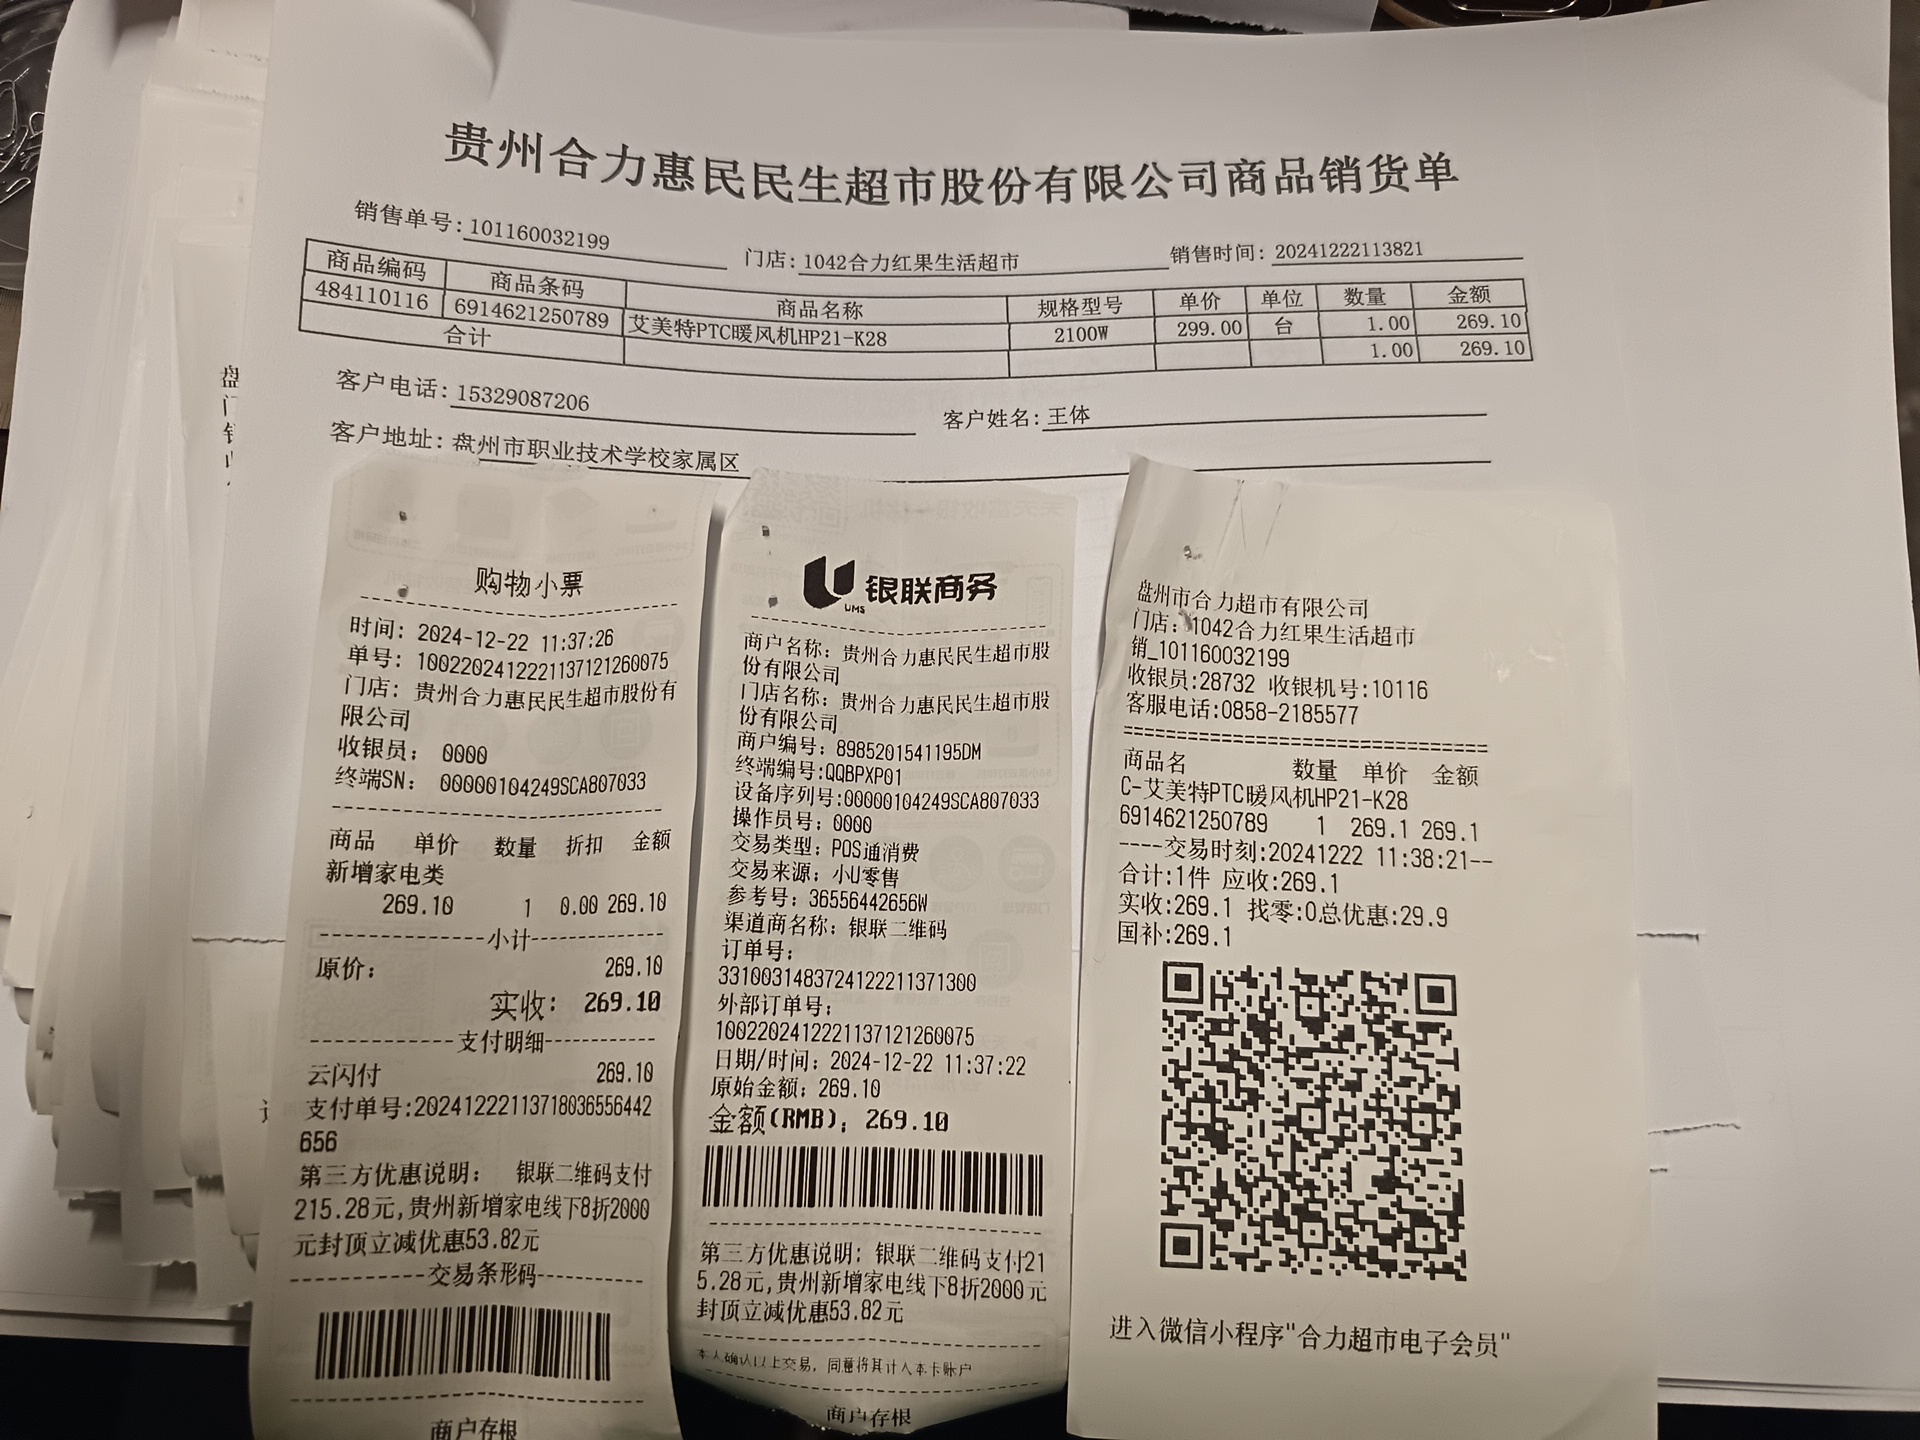 贵州合力惠民民生超市股份有限公司商品销货单
销售单号:101160032199 门店:1042合力红果生活超市 销售时间:20241222113821
商品编码 商品条码 商品名称 规格型号 单价 单位 数量 金额
484110116 6914621250789 艾美特PTC暖风机HP21-K28 2100W 299.00 台 1.00 269.10
合计 1.00 269.10
客户电话:15329087206 客户姓名:王体
客户地址:盘州市职业技术学校家属区
盘
门
购物小票
时间: 2024-12-22 11:37:26
单号: 10022024122211371212​60075
门店: 贵州合力惠民民生超市股份有
限公司
收银员: 0000
终端SN: 00000104249SCA807033
商品 单价 数量 折扣 金额
新增家电类
269.10 1 0.00 269.10
小计
原价: 269.10
实收: 269.10
支付明细
云闪付 269.10
支付单号:20241222113718036556442
656
第三方优惠说明: 银联二维码支付
215.28元,贵州新增家电线下8折2000
元封顶立减优惠53.82元
交易条形码
商户存根
银联商务
UMS
商户名称: 贵州合力惠民民生超市股
份有限公司
门店名称: 贵州合力惠民民生超市股
份有限公司
商户编号: 8985201541195DM
终端编号:QQBPXP01
设备序列号:00000104249SCA807033
操作员号: 0000
交易类型: POS通消费
交易来源: 小U零售
参考号: 36556442656W
渠道商名称: 银联二维码
订单号:
33100314837241222113​71300
外部订单号:
1002202412221137121260075
日期/时间: 2024-12-22 11:37:22
原始金额: 269.10
金额(RMB): 269.10
第三方优惠说明: 银联二维码支付21
5.28元,贵州新增家电线下8折2000元
封顶立减优惠53.82元
本人确认以上交易, 同意将其计入本卡账户
商户存根
盘州市合力超市有限公司
门店: 1042合力红果生活超市
销_101160032199
收银员:28732 收银机号:10116
客服电话:0858-2185577
==================================
商品名 数量 单价 金额
C-艾美特PTC暖风机HP21-K28
6914621250789 1 269.1 269.1
----交易时刻:20241222 11:38:21--
合计:1件 应收:269.1
实收:269.1 找零:0总优惠:29.9
国补:269.1
进入微信小程序"合力超市电子会员"